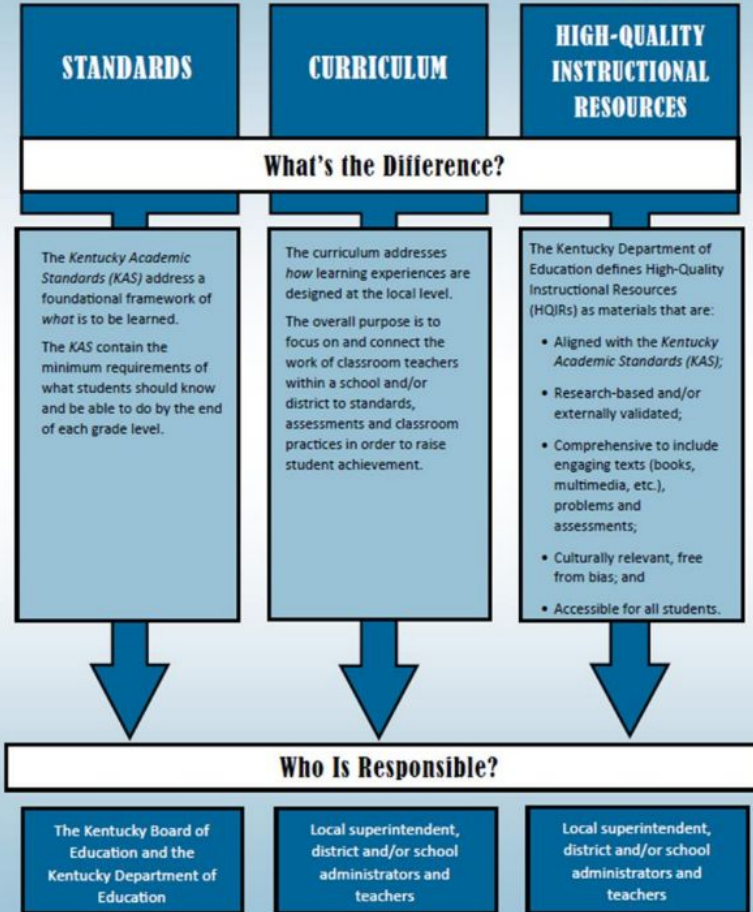 STANDARDS
CURRICULUM
HIGH-QUALITY
INSTRUCTIONAL
RESOURCES
What's the Difference?
The Kentucky Academic
Standards (KAS) address a
foundational framework of
what is to be learned.
The KAS contain the
minimum requirements of
what students should know
and be able to do by the end
of each grade level.
The curriculum addresses
how learning experiences are
designed at the local level.
The overall purpose is to
focus on and connect the
work of classroom teachers
within a school and/or
district to standards,
assessments and classroom
practices in order to raise
student achievement.
The Kentucky Department of
Education defines High-Quality
Instructional Resources
(HQIRs) as materials that are:
• Aligned with the Kentucky
Academic Standards (KAS);
• Research-based and/or
externally validated;
• Comprehensive to include
engaging texts (books,
multimedia, etc.),
problems and
assessments;
• Culturally relevant, free
from bias; and
• Accessible for all students.
Who Is Responsible?
The Kentucky Board of
Education and the
Kentucky Department of
Education
Local superintendent,
district and/or school
administrators and
teachers
Local superintendent,
district and/or school
administrators and
teachers